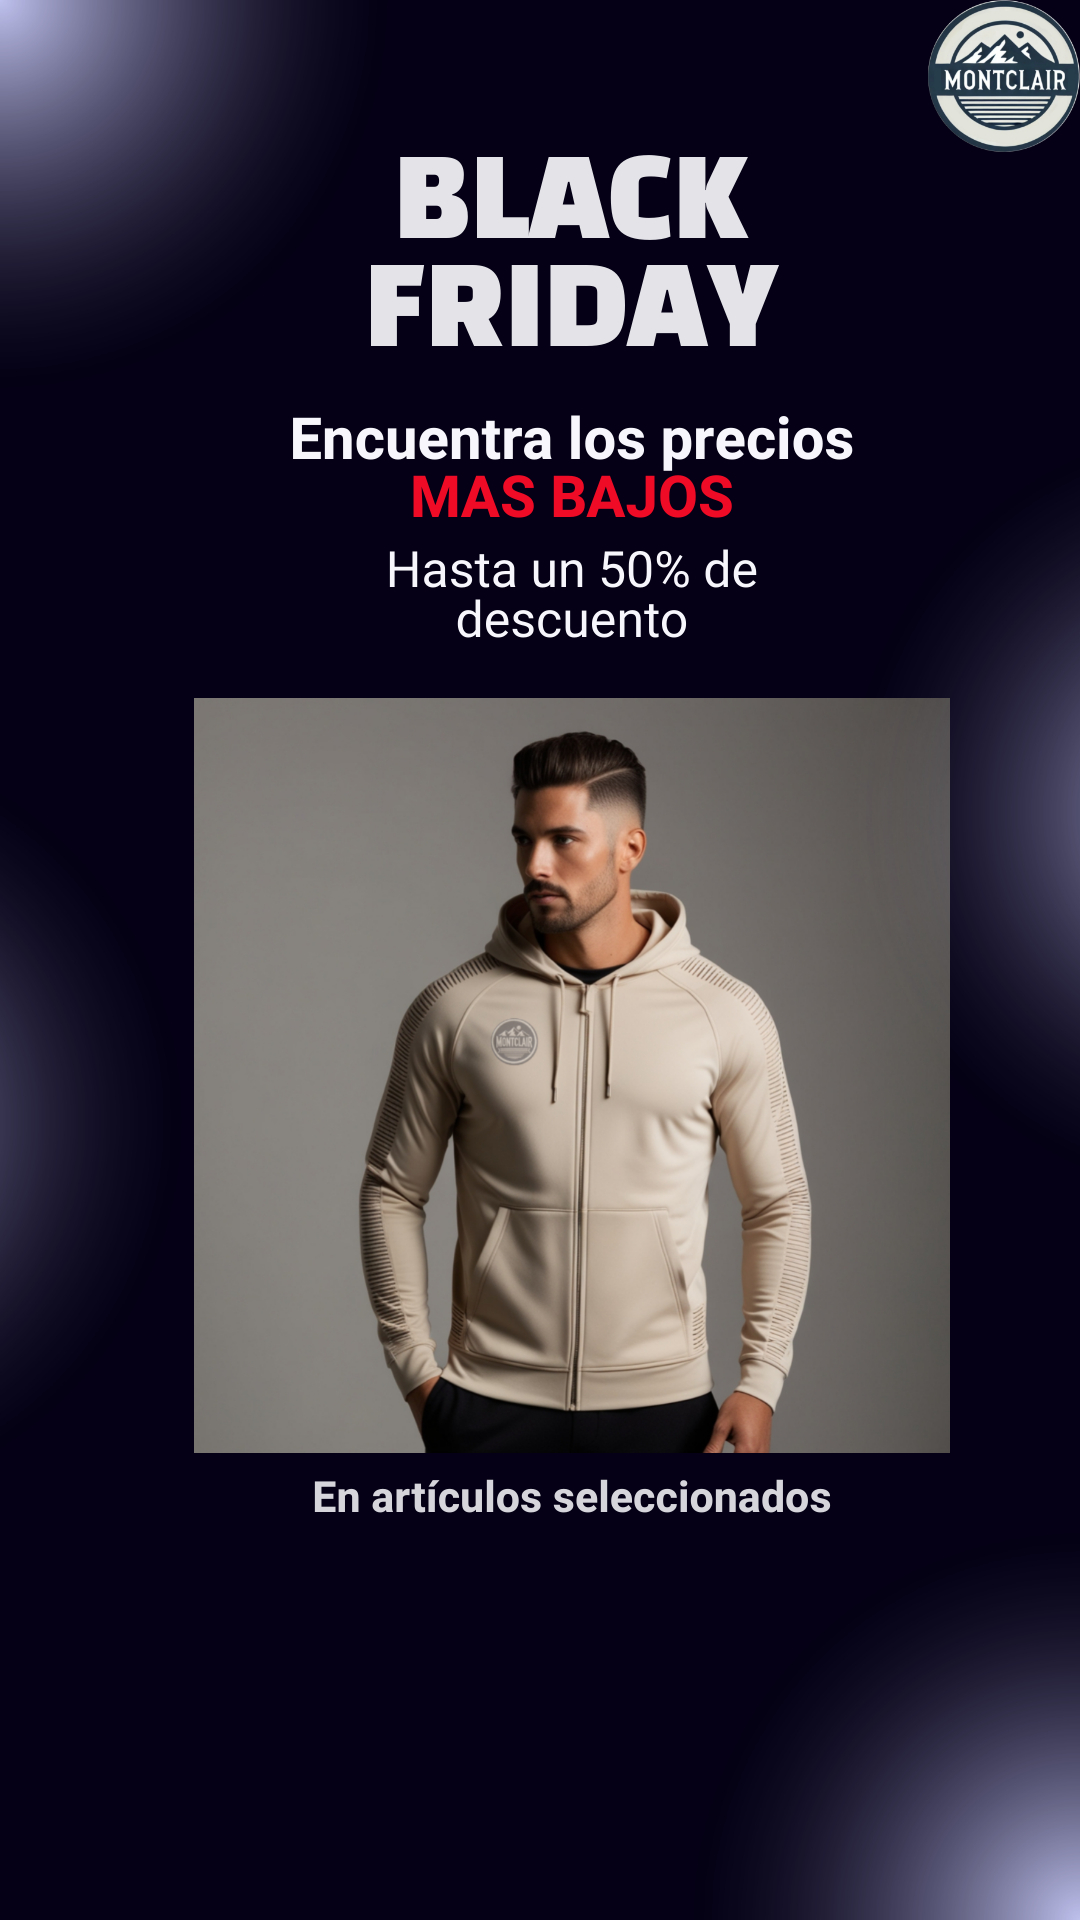 MONTCLAIR
BLACK
FRIDAY
Encuentra los precios
MAS BAJOS
Hasta un 50% de
descuento
MONTCLAIR
En artículos seleccionados